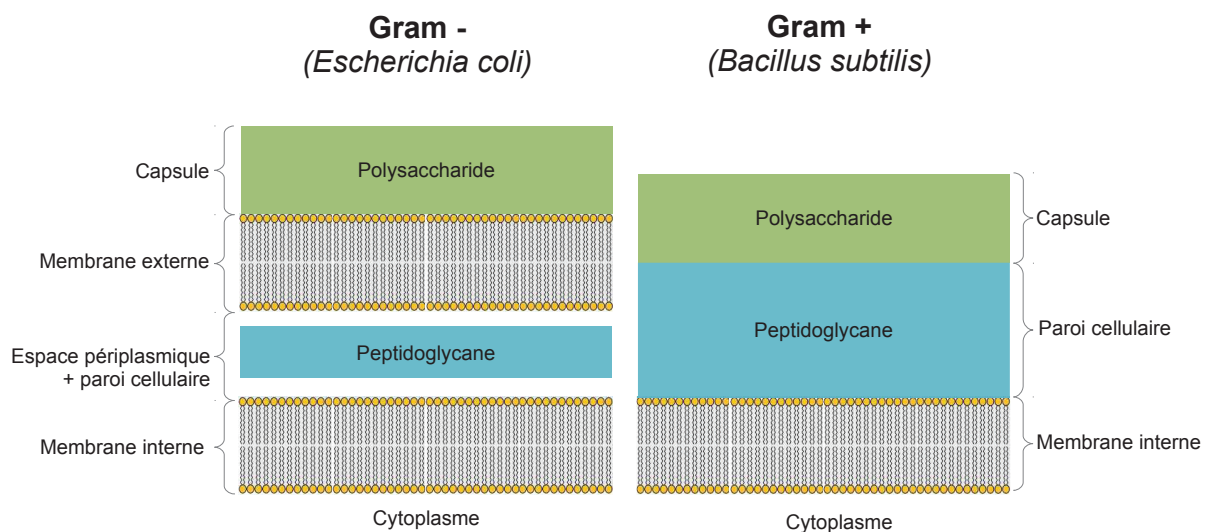 Gram -
(Escherichia coli)
Gram +
(Bacillus subtilis)
Capsule
Polysaccharide
Membrane externe
Espace périplasmique
+ paroi cellulaire
Peptidoglycane
Membrane interne
Cytoplasme
Polysaccharide
Capsule
Peptidoglycane
Paroi cellulaire
Membrane interne
Cytoplasme